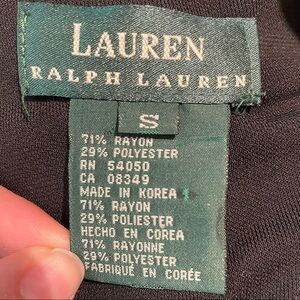 LAUREN
RALPH LAUREN
S
71% RAYON
29% POLYESTER
RN 54050
CA 08349
MADE IN KOREA
71% RAYON
29% POLIESTER
HECHO EN COREA
71% RAYONNE
29% POLYESTER
FABRIQUÉ EN CORÉE